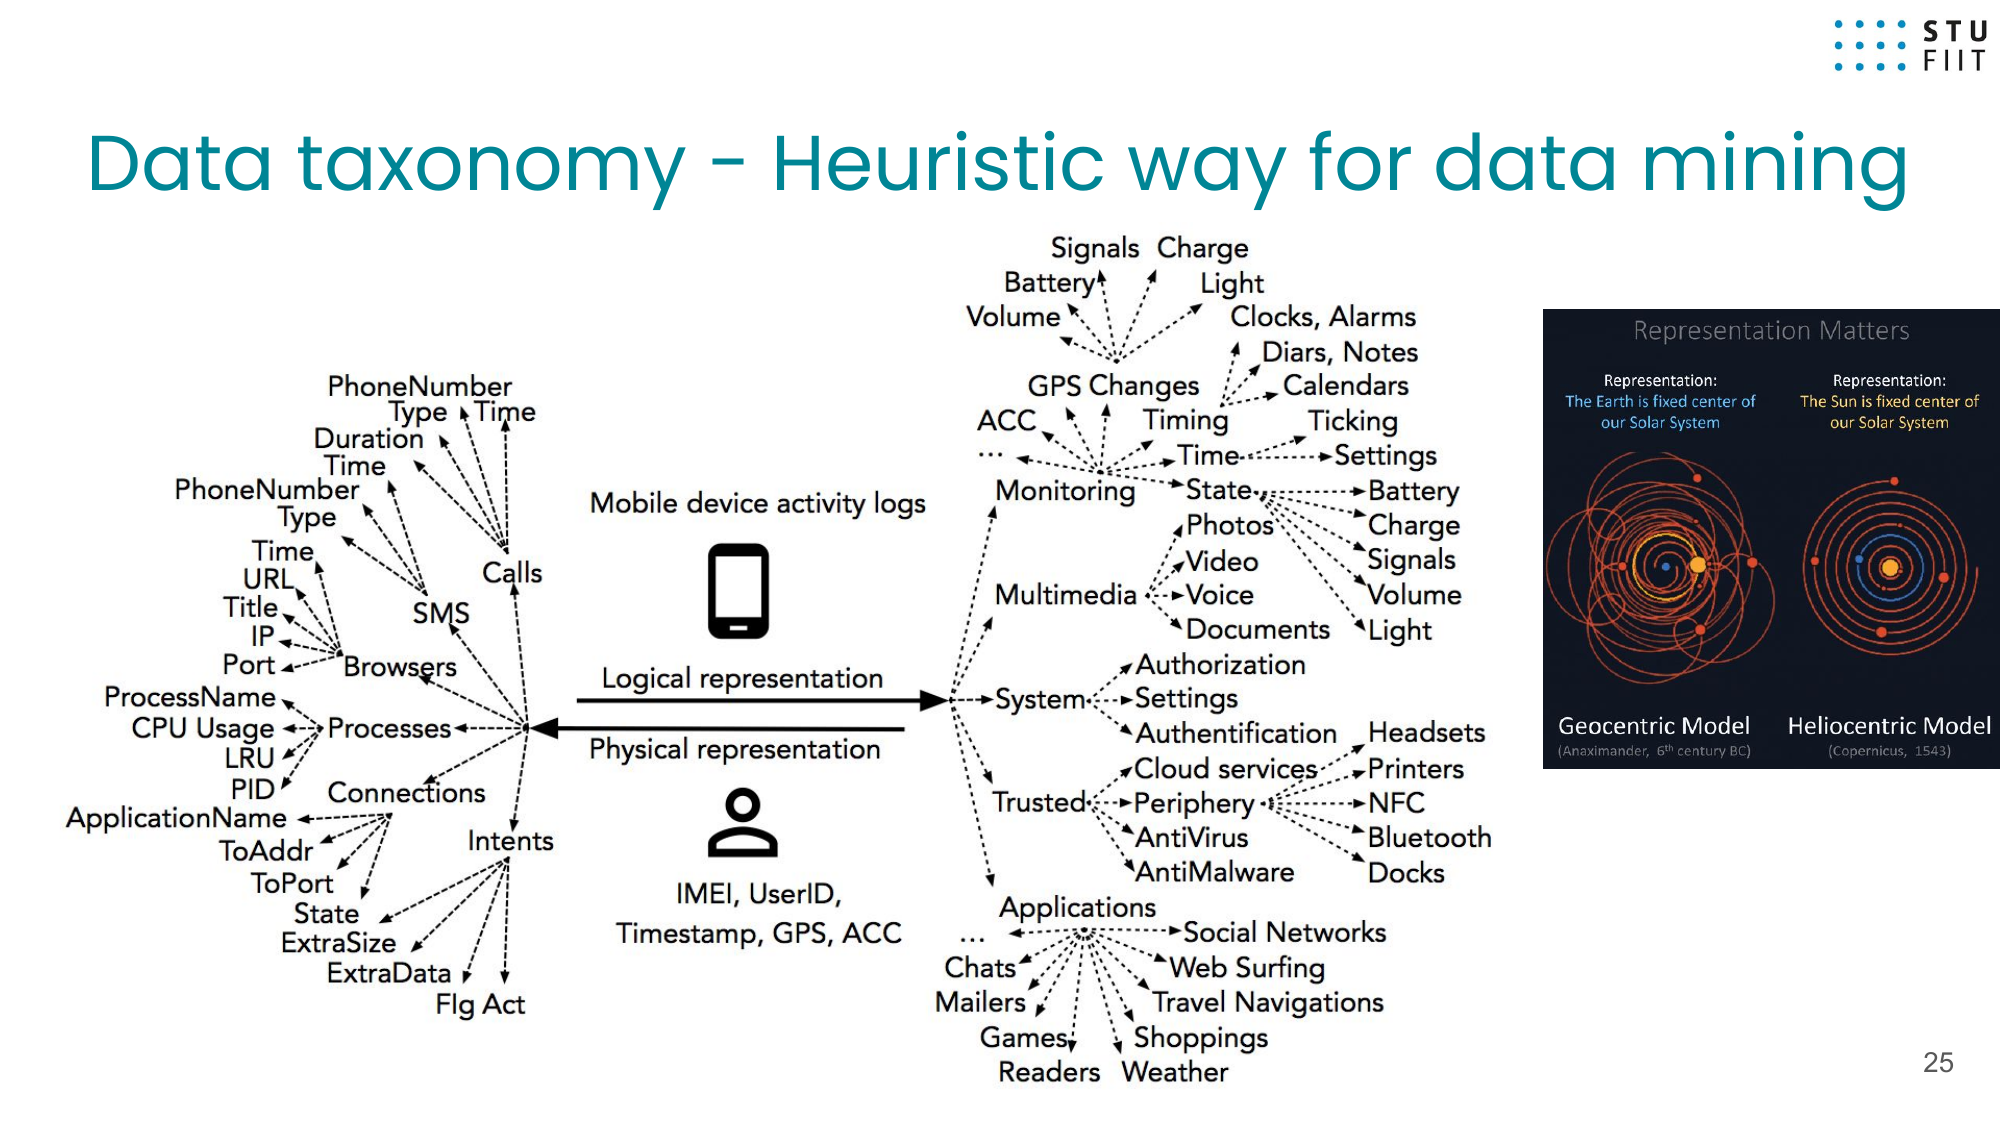 STU
FIIT
Data taxonomy - Heuristic way for data mining
PhoneNumber
Type Time
Duration
Time
PhoneNumber
Type
Time
URL
Title
IP
Port
Calls
SMS
Browsers
ProcessName
CPU Usage
LRU
PID
Processes
Connections
ApplicationName
ToAddr
ToPort
State
Intents
ExtraSize
ExtraData
Flg Act
Mobile device activity logs
Logical representation
Physical representation
IMEI, UserID,
Timestamp, GPS, ACC
Signals Charge
Battery
Light
Volume
Clocks, Alarms
Diars, Notes
GPS Changes
Calendars
ACC
Timing
Ticking
...
Time
Settings
Monitoring
State
Battery
Photos
Charge
Video
Signals
Multimedia
Voice
Volume
Documents
Light
Authorization
System
Settings
Authentification
Headsets
Cloud services
Printers
Trusted
Periphery
NFC
AntiVirus
Bluetooth
AntiMalware
Docks
Applications
...
Social Networks
Chats
Web Surfing
Mailers
Travel Navigations
Games
Shoppings
Readers
Weather
Representation Matters
Representation:
The Earth is fixed center of
our Solar System
Representation:
The Sun is fixed center of
our Solar System
Geocentric Model
(Anaximander, 6th century BC)
Heliocentric Model
(Copernicus, 1543)
25